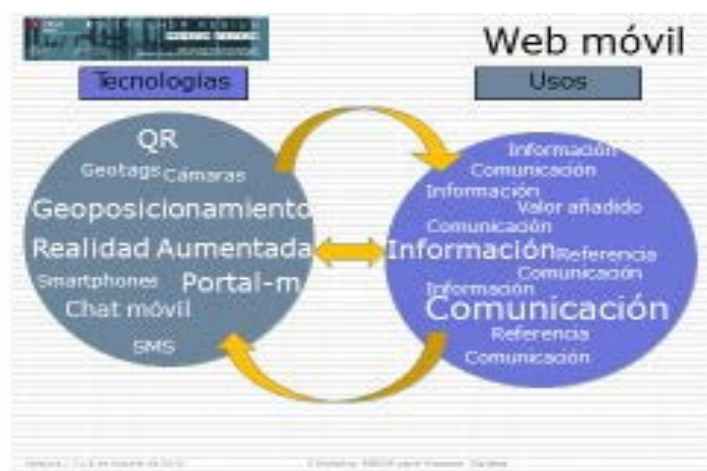 Web móvil
Tecnologías
Usos
QR
Geotags Cámaras
Geoposicionamiento
Realidad Aumentada
Smartphones Portal-m
Chat móvil
SMS
Información
Comunicación
Información
Valor añadido
Comunicación
Información Referencia
Comunicación
Información
Comunicación
Referencia
Comunicación